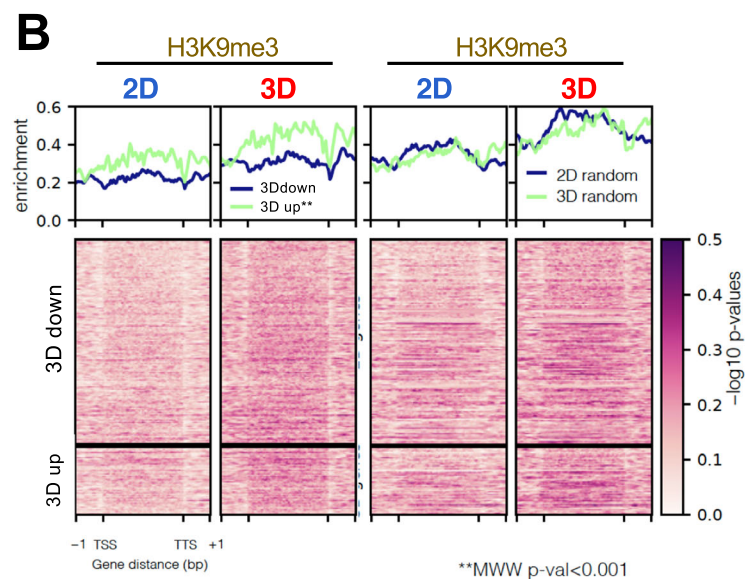 B
H3K9me3 H3K9me3
2D 3D 2D 3D
enrichment
0.6
0.4
0.2
0.0
3Ddown
3D up**
2D random
3D random
3D down
3D up
0.5
0.4
0.3
0.2
0.1
0.0
−log10 p-values
−1 TSS TTS +1
Gene distance (bp)
**MWW p-val<0.001